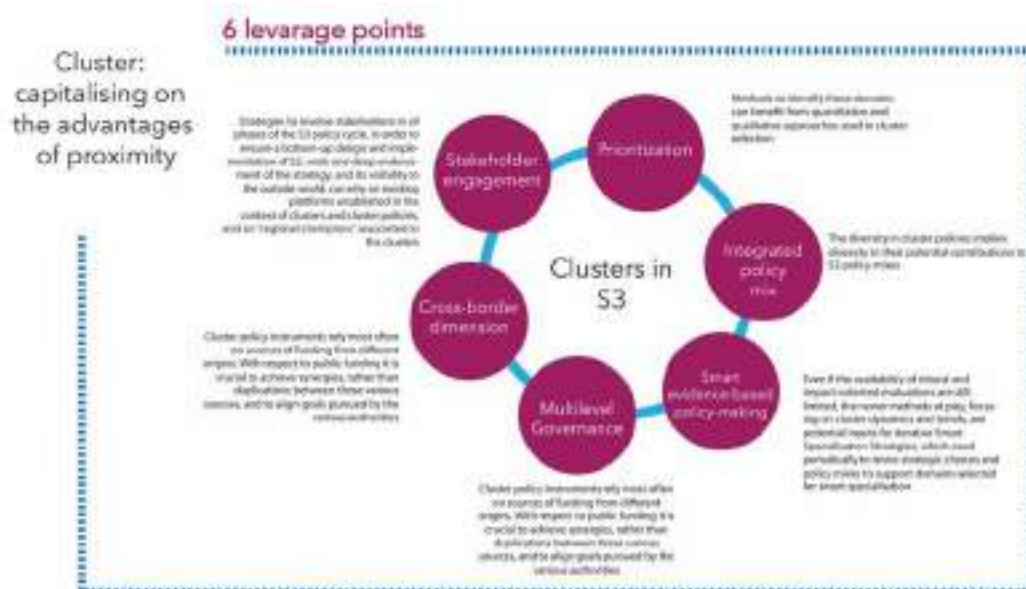 6 levarage points
Cluster:
capitalising on
the advantages
of proximity
Strategies to involve stakeholders in all
phases of the S3 policy cycle, in order to
ensure a bottom-up design and imple-
mentation of S3, wide and deep endorse-
ment of the strategy, and its visibility to
the outside world, can rely on existing
platforms established in the
context of clusters and cluster policies,
and on "regional champions" associated to
the clusters
Stakeholder
engagement
Prioritization
Methods to identify these domains
can benefit from quantitative and
qualitative approaches used in cluster
selection
Integrated
policy
mix
The diversity in cluster policies implies
diversity in their potential contributions to
S3 policy mixes
Clusters in
S3
Cross-border
dimension
Cluster policy instruments rely most often
on sources of funding from different
origins. With respect to public funding it is
crucial to achieve synergies, rather than
duplications between these various
sources, and to align goals pursued by the
various authorities
Smart
evidence-based
policy-making
Even if the availability of mixed and
impact-oriented evaluations are still
limited, the newer methods at play, focus-
ing on cluster dynamics and trends, are
potential inputs for iterative Smart
Specialisation Strategies, which need
periodically to revise strategic choices and
policy mixes to support domains selected
for smart specialisation
Multilevel
Governance
Cluster policy instruments rely most often
on sources of funding from different
origins. With respect to public funding it is
crucial to achieve synergies, rather than
duplications between these various
sources, and to align goals pursued by the
various authorities